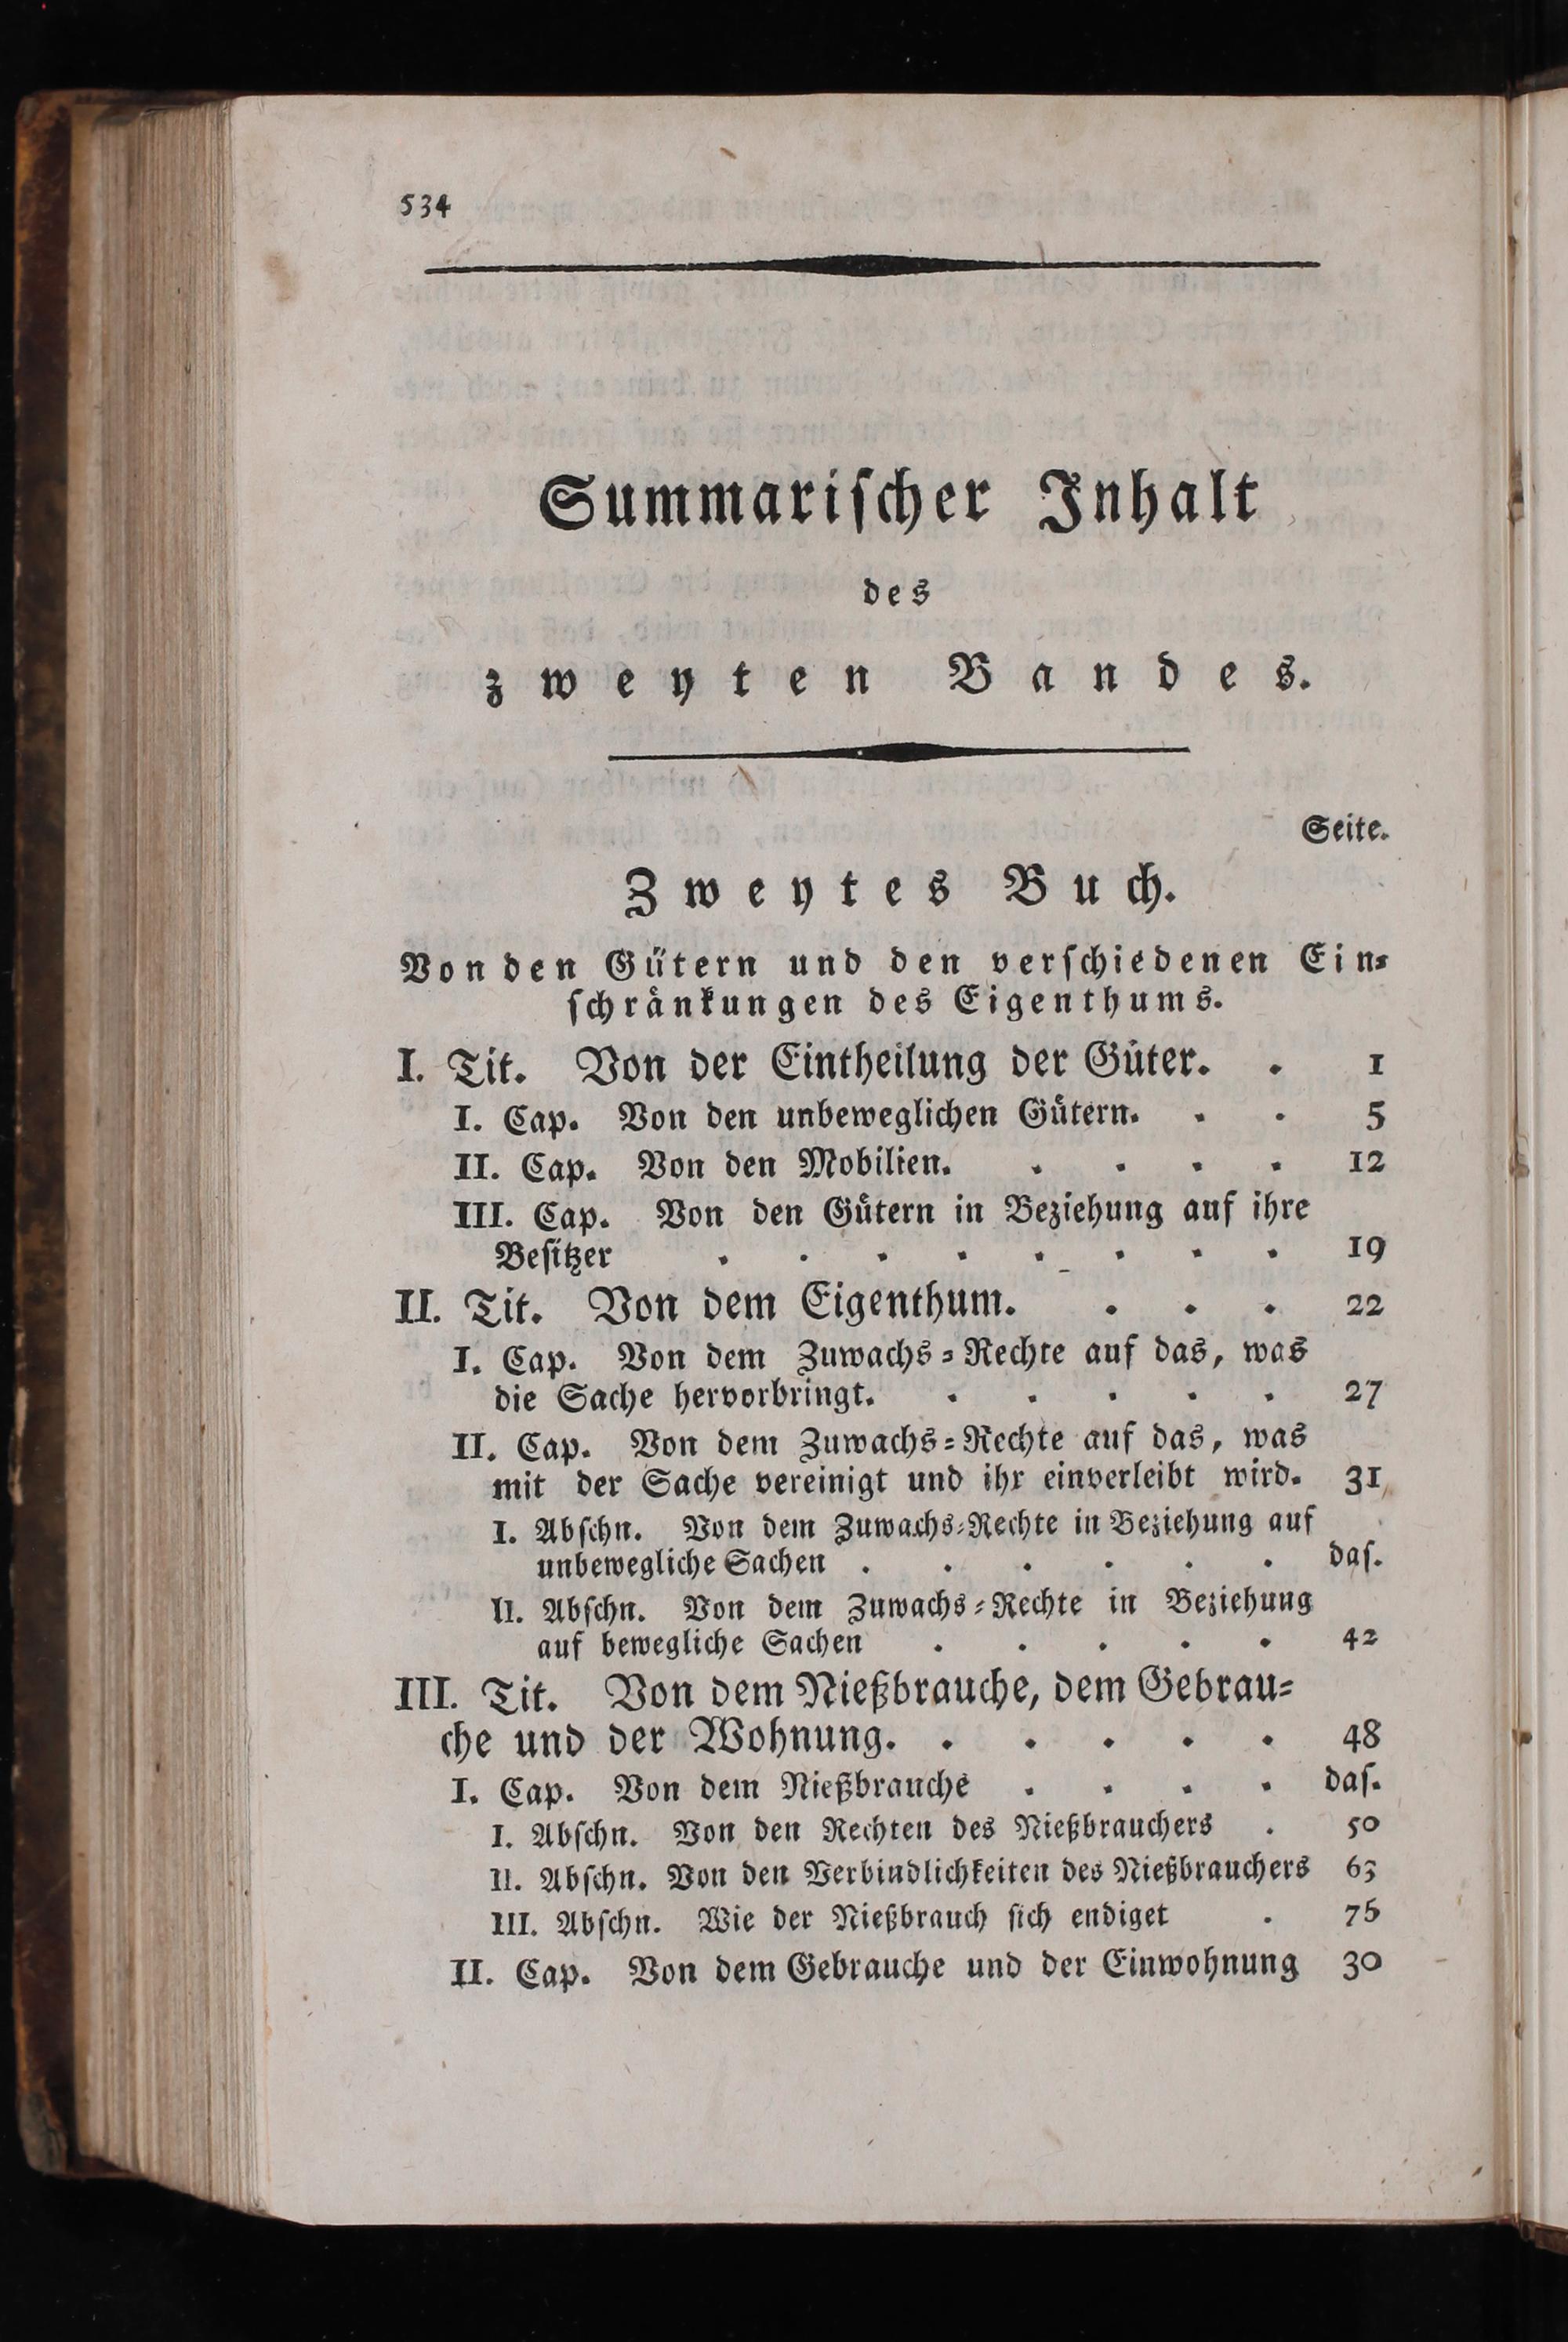 534
Summarischer Inhalt
des
zweyten Bandes.
Seite.
Zweytes Buch.
Von den Gütern und den verschiedenen Ein-
schränkungen des Eigenthums.
I. Tit. Von der Eintheilung der Güter. . 1
I. Cap. Von den unbeweglichen Gütern. . . 5
II. Cap. Von den Mobilien. . . . . 12
III. Cap. Von den Gütern in Beziehung auf ihre
Besitzer . . . . . . . . 19
II. Tit. Von dem Eigenthum. . . . 22
I. Cap. Von dem Zuwachs-Rechte auf das, was
die Sache hervorbringt. . . . . . 27
II. Cap. Von dem Zuwachs-Rechte auf das, was
mit der Sache vereinigt und ihr einverleibt wird. 31
I. Abschn. Von dem Zuwachs-Rechte in Beziehung auf
unbewegliche Sachen . . . . . . das.
II. Abschn. Von dem Zuwachs-Rechte in Beziehung
auf bewegliche Sachen . . . . . 42
III. Tit. Von dem Nießbrauche, dem Gebrau-
che und der Wohnung. . . . . . 48
I. Cap. Von dem Nießbrauche . . . . das.
I. Abschn. Von den Rechten des Nießbrauchers . 50
II. Abschn. Von den Verbindlichkeiten des Nießbrauchers 63
III. Abschn. Wie der Nießbrauch sich endiget . 75
II. Cap. Von dem Gebrauche und der Einwohnung 30